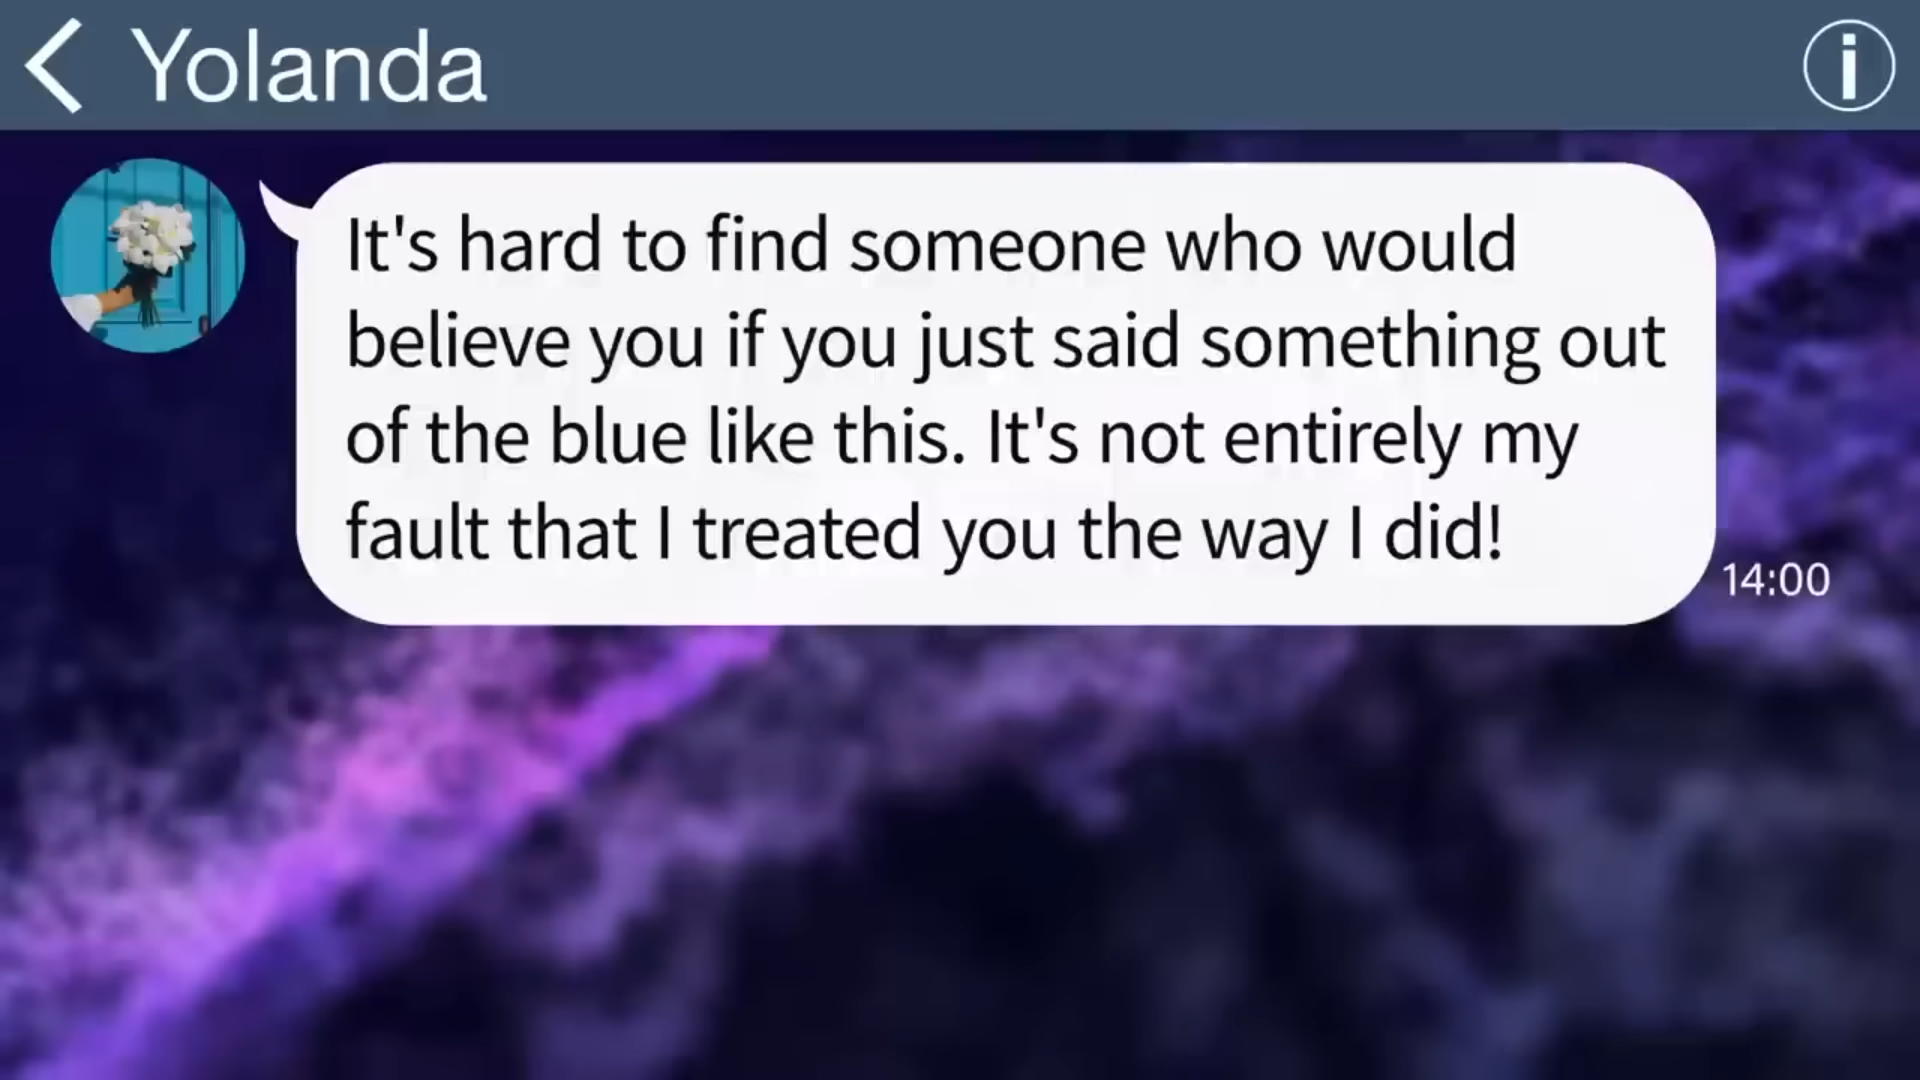 Yolanda
It's hard to find someone who would
believe you if you just said something out
of the blue like this. It's not entirely my
fault that I treated you the way I did!
14:00